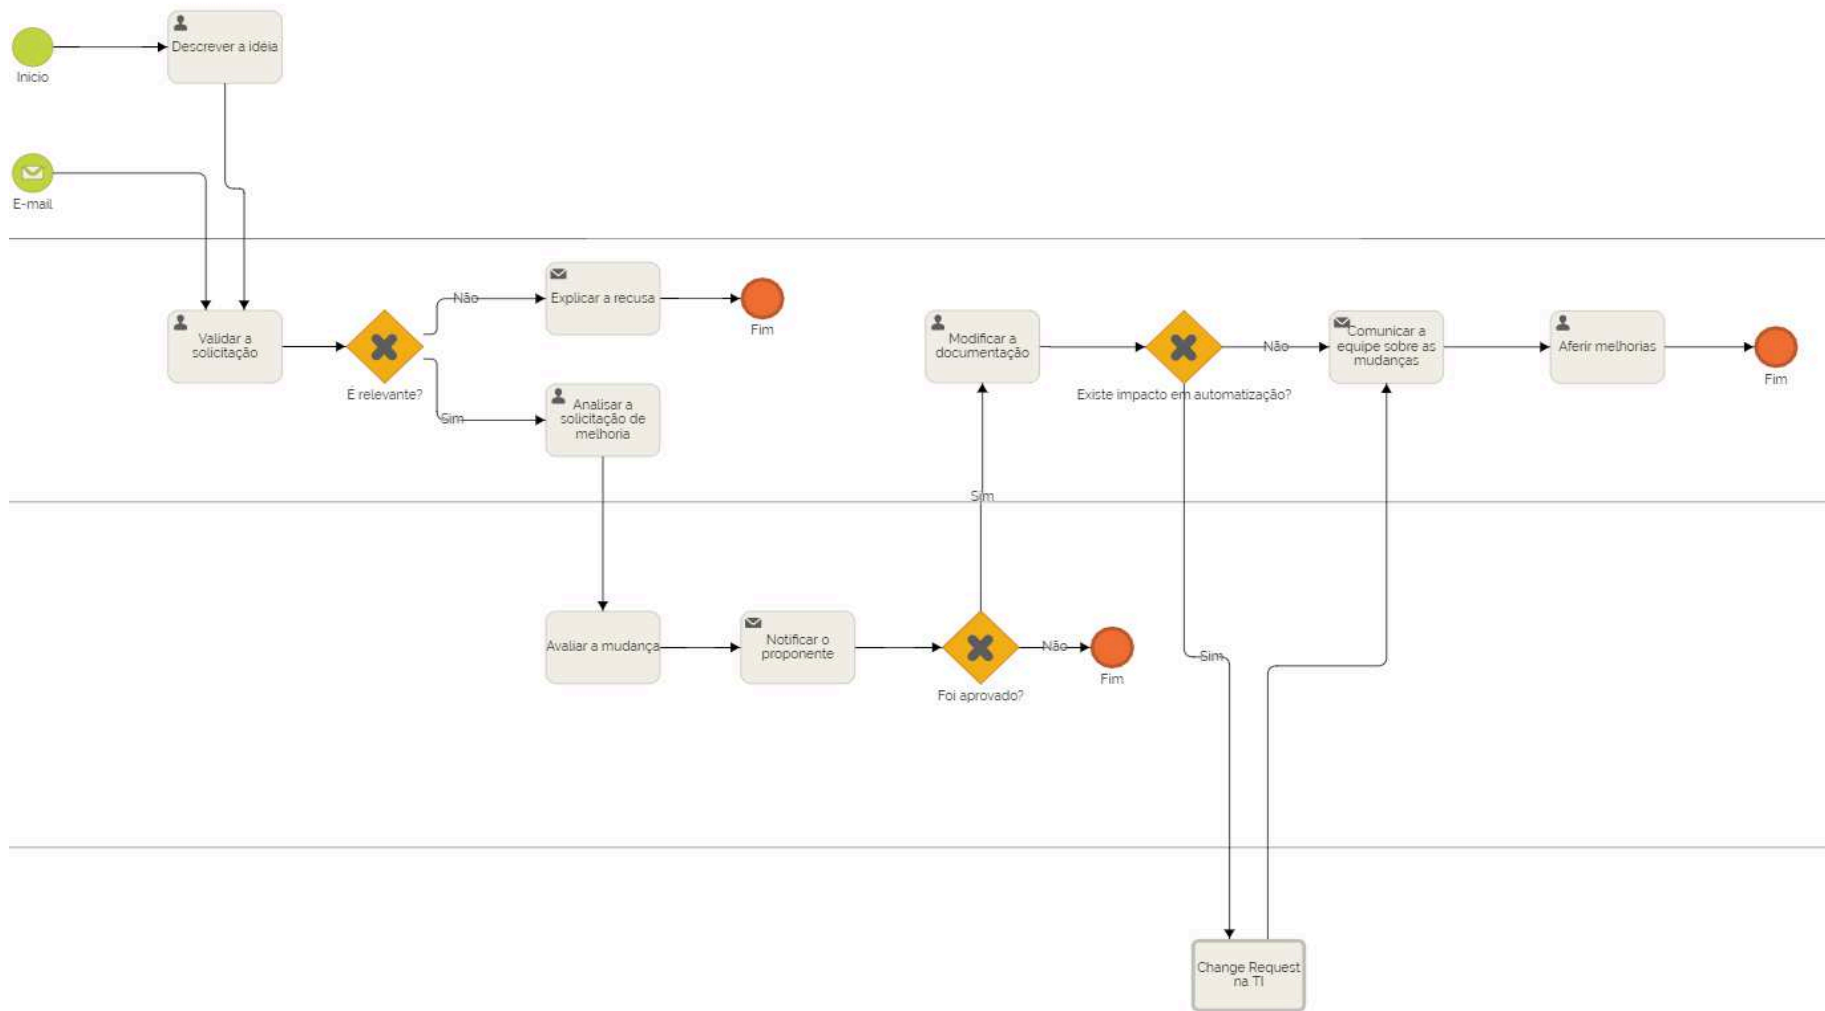 Inicio
Descrever a idéia
E-mail
Validar a
solicitação
É relevante?
Não
Explicar a recusa
Fim
Sim
Analisar a
solicitação de
melhoria
Modificar a
documentação
Existe impacto em automatização?
Não
Comunicar a
equipe sobre as
mudanças
Aferir melhorias
Fim
Sim
Avaliar a mudança
Notificar o
proponente
Foi aprovado?
Não
Fim
Sim
Change Request
na TI